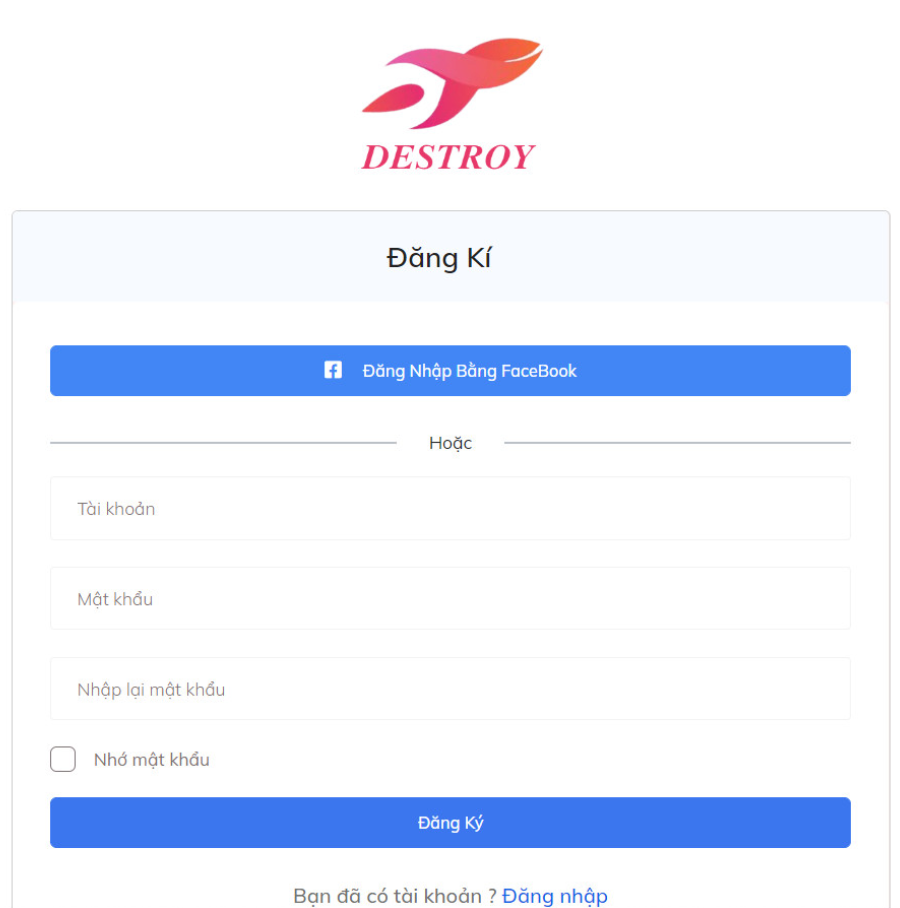 DESTROY
Đăng Kí
Đăng Nhập Bằng FaceBook
Hoặc
Tài khoản
Mật khẩu
Nhập lại mật khẩu
Nhớ mật khẩu
Đăng Ký
Bạn đã có tài khoản ? Đăng nhập